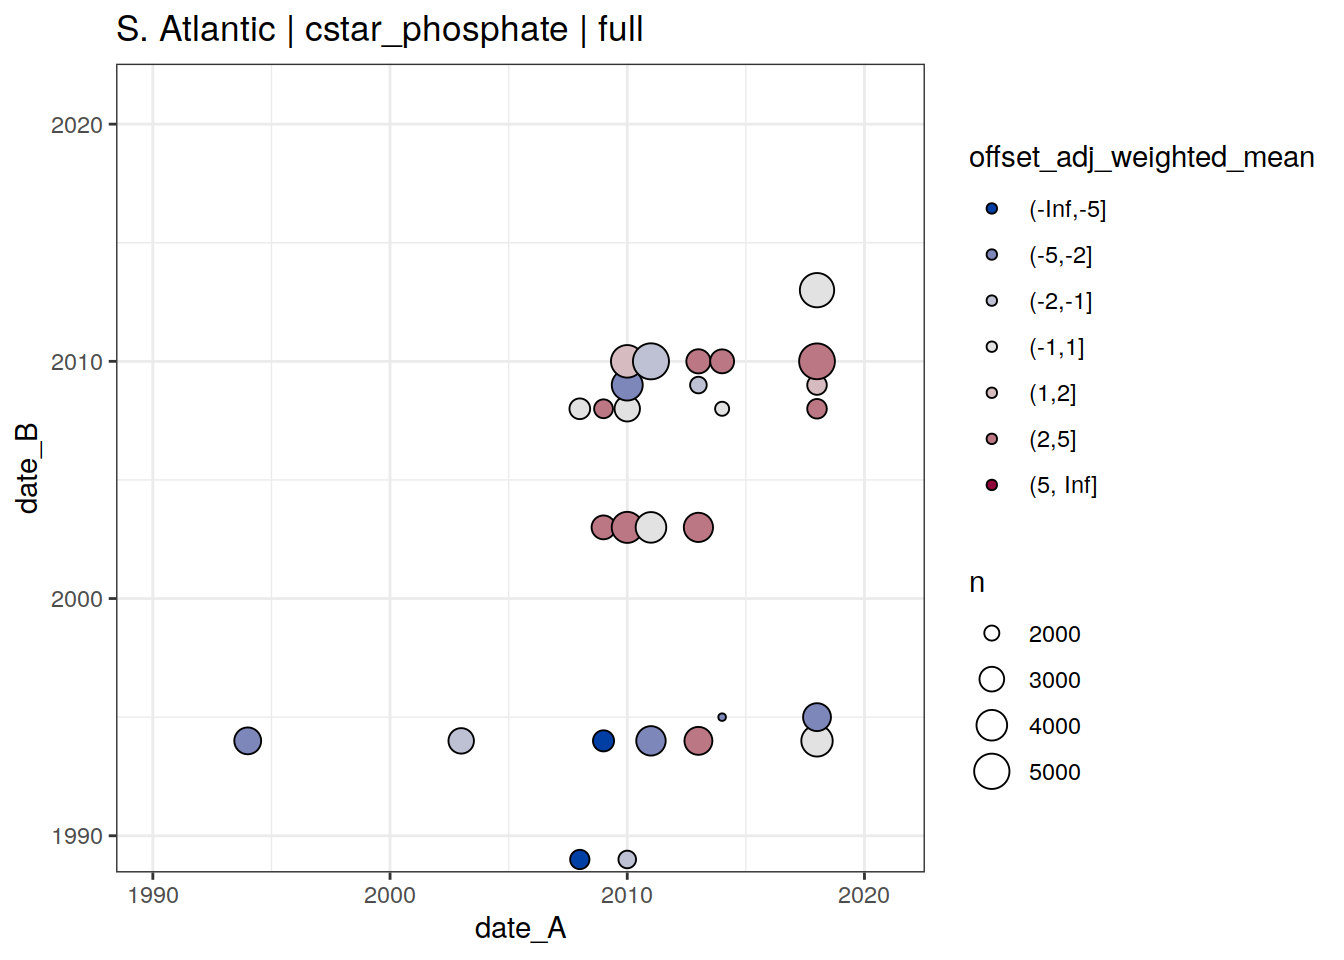 S. Atlantic | cstar_phosphate | full
2020
2010
2000
1990
date_B
1990
2000
2010
2020
date_A
offset_adj_weighted_mean
(-Inf,-5]
(-5,-2]
(-2,-1]
(-1,1]
(1,2]
(2,5]
(5, Inf]
n
2000
3000
4000
5000